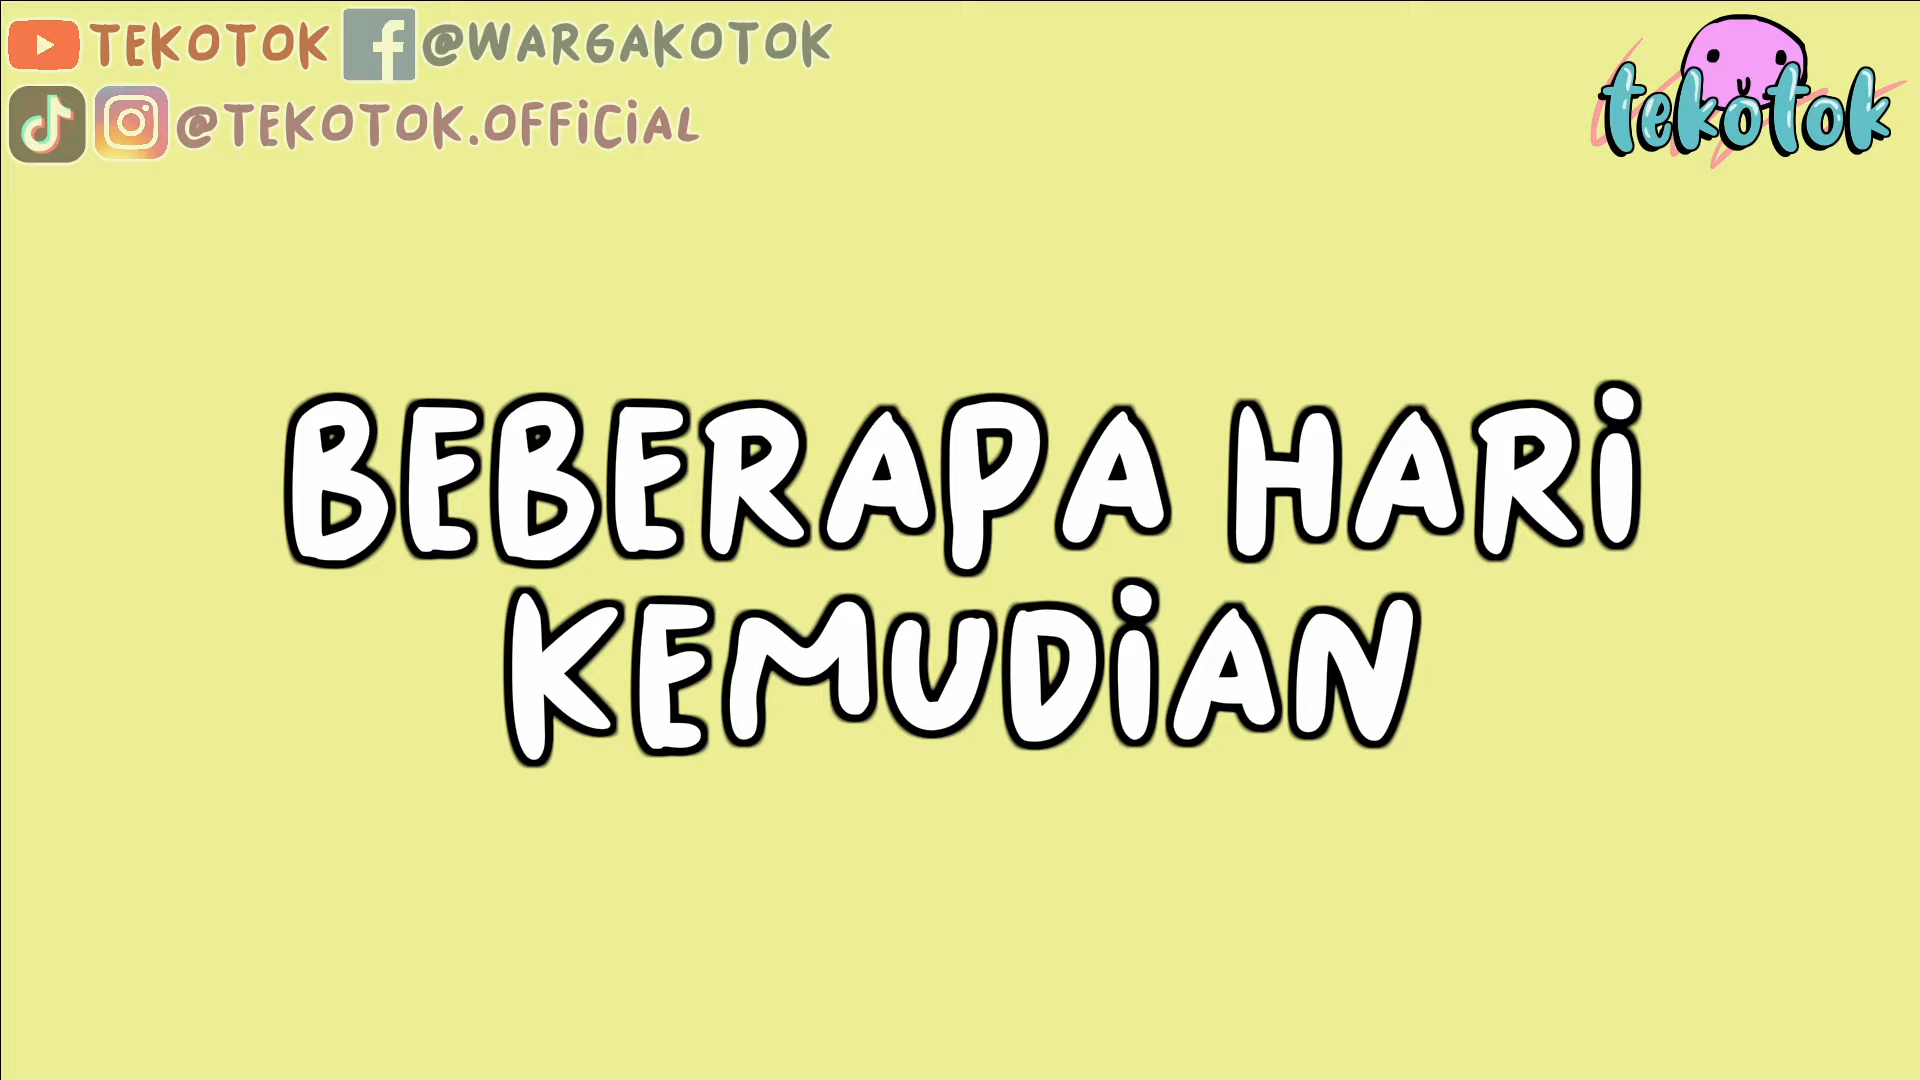 TEKOTOK @WARGAKOTOK
@TEKOTOK.OFFiCiAL
tekotok
BEBERAPA HARi
KEMUDiAN